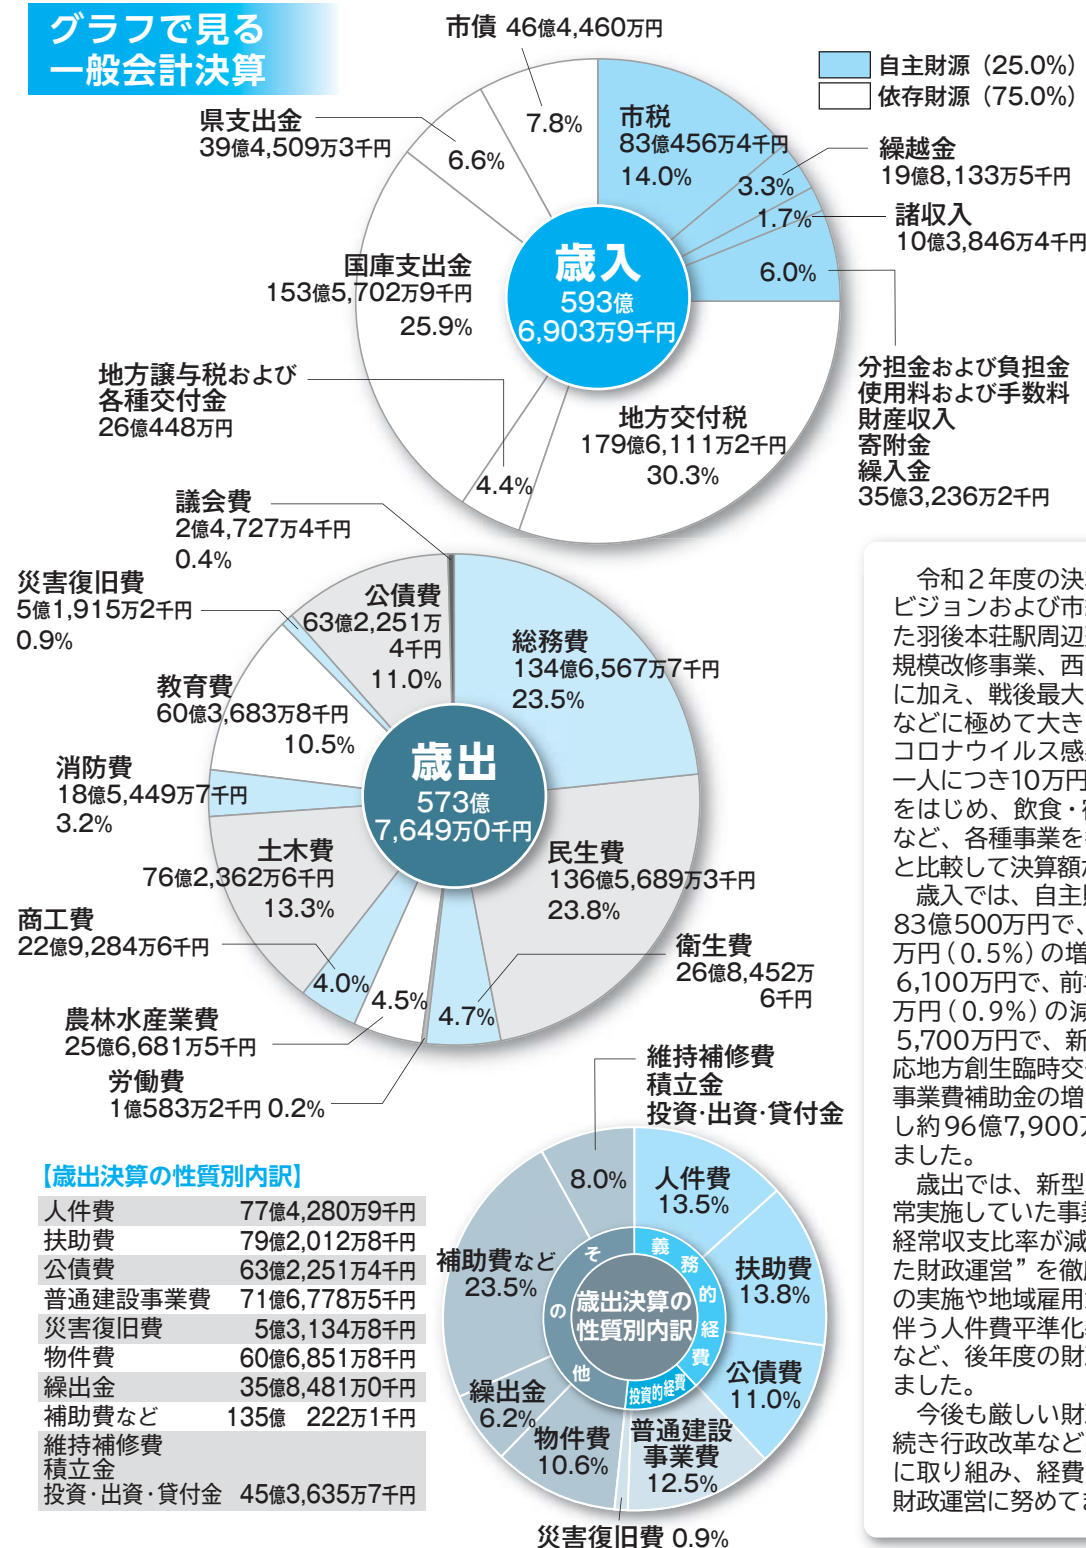 グラフで見る
一般会計決算
自主財源（25.0%）
依存財源（75.0%）
市債 46億4,460万円
7.8%
県支出金
39億4,509万3千円
6.6%
市税
83億456万4千円
14.0%
繰越金
19億8,133万5千円
3.3%
諸収入
10億3,846万4千円
1.7%
6.0%
分担金および負担金
使用料および手数料
財産収入
寄附金
繰入金
35億3,236万2千円
歳入
593億
6,903万9千円
国庫支出金
153億5,702万9千円
25.9%
地方譲与税および
各種交付金
26億448万円
4.4%
地方交付税
179億6,111万2千円
30.3%
議会費
2億4,727万4千円
0.4%
災害復旧費
5億1,915万2千円
0.9%
公債費
63億2,251万
4千円
11.0%
総務費
134億6,567万7千円
23.5%
教育費
60億3,683万8千円
10.5%
消防費
18億5,449万7千円
3.2%
歳出
573億
7,649万0千円
土木費
76億2,362万6千円
13.3%
民生費
136億5,689万3千円
23.8%
商工費
22億9,284万6千円
4.0%
衛生費
26億8,452万
6千円
4.7%
農林水産業費
25億6,681万5千円
4.5%
労働費
1億583万2千円 0.2%
【歳出決算の性質別内訳】
人件費 77億4,280万9千円
扶助費 79億2,012万8千円
公債費 63億2,251万4千円
普通建設事業費 71億6,778万5千円
災害復旧費 5億3,134万8千円
物件費 60億6,851万8千円
繰出金 35億8,481万0千円
補助費など 135億 222万1千円
維持補修費
積立金
投資・出資・貸付金 45億3,635万7千円
維持補修費
積立金
投資・出資・貸付金
8.0%
人件費
13.5%
扶助費
13.8%
公債費
11.0%
普通建設
事業費
12.5%
災害復旧費 0.9%
物件費
10.6%
繰出金
6.2%
補助費など
23.5%
歳出決算の
性質別内訳
義務的経費
投資的経費
その他
令和２年度の決
ビジョンおよび市
た羽後本荘駅周辺
規模改修事業、西
に加え、戦後最大
などに極めて大き
コロナウイルス感
一人につき10万円
をはじめ、飲食・
など、各種事業を
と比較して決算額
歳入では、自主
83億500万円で、
万円（0.5%）の増
6,100万円で、前
万円（0.9%）の減
5,700万円で、新
応地方創生臨時交
事業費補助金の増
し約96億7,900万
ました。
歳出では、新型
常実施していた事
経常収支比率が減
た財政運営”を徹
の実施や地域雇用
伴う人件費平準化
など、後年度の財
ました。
今後も厳しい財
続き行政改革など
に取り組み、経費
財政運営に努めて